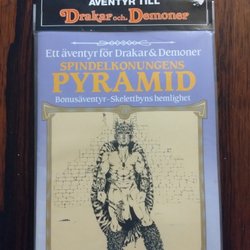 ÄVENTYR TILL
Drakar och Demoner
Ett äventyr för Drakar & Demoner
SPINDELKONUNGENS
PYRAMID
Bonusäventyr – Skelettbyns hemlighet